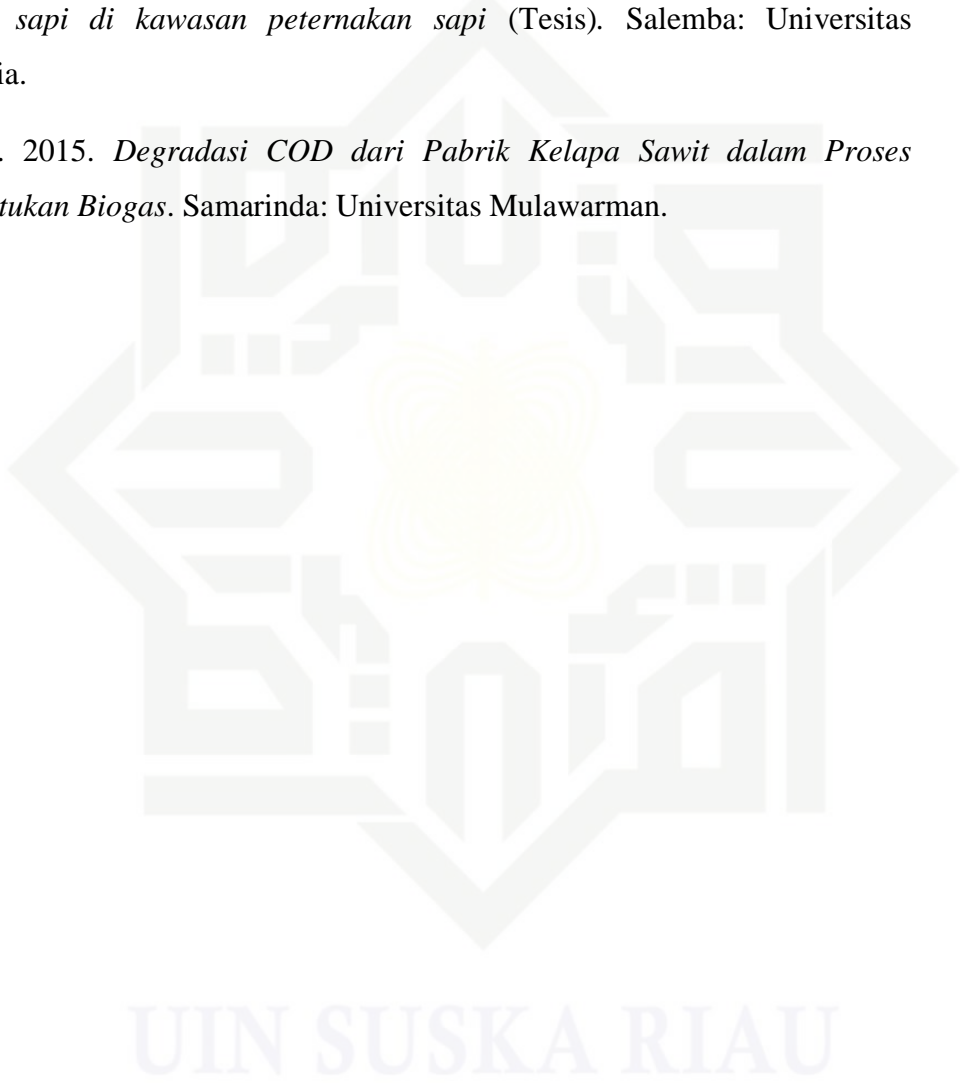 sapi di kawasan peternakan sapi (Tesis). Salemba: Universitas
ia.
. 2015. Degradasi COD dari Pabrik Kelapa Sawit dalam Proses
tukan Biogas. Samarinda: Universitas Mulawarman.
UIN SUSKA RIAU